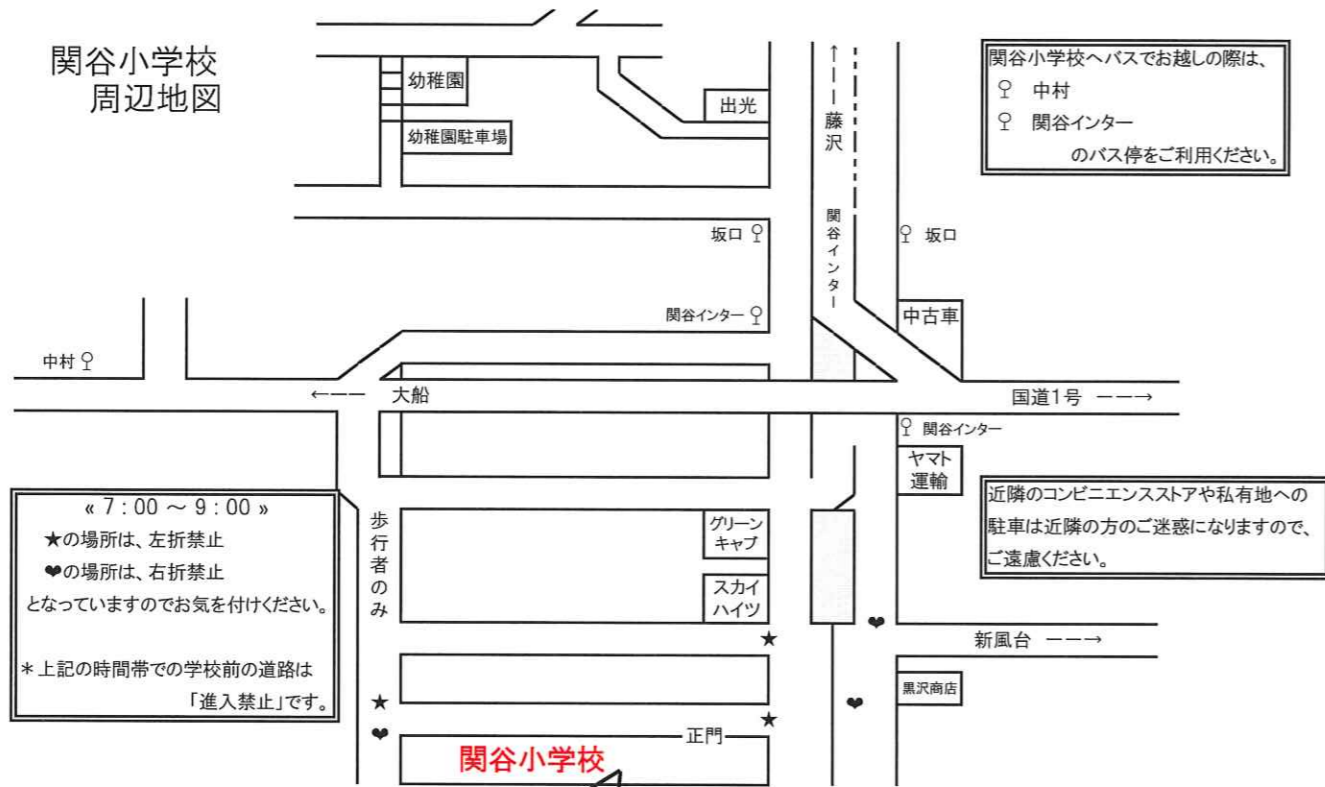 関谷小学校
周辺地図
幼稚園
幼稚園駐車場
出光
←―― 藤沢
関谷インター
関谷小学校へバスでお越しの際は、
中村
関谷インター
のバス停をご利用ください。
坂口
坂口
関谷インター
中古車
中村
←―― 大船
国道1号 ――→
関谷インター
ヤマト
運輸
« 7:00 ~ 9:00 »
★の場所は、左折禁止
❤の場所は、右折禁止
となっていますのでお気を付けください。
*上記の時間帯での学校前の道路は
「進入禁止」です。
歩行者のみ
グリーン
キャブ
スカイ
ハイツ
近隣のコンビニエンスストアや私有地への
駐車は近隣の方のご迷惑になりますので、
ご遠慮ください。
★
❤
新風台 ――→
黒沢商店
★
❤
★
❤
正門
関谷小学校